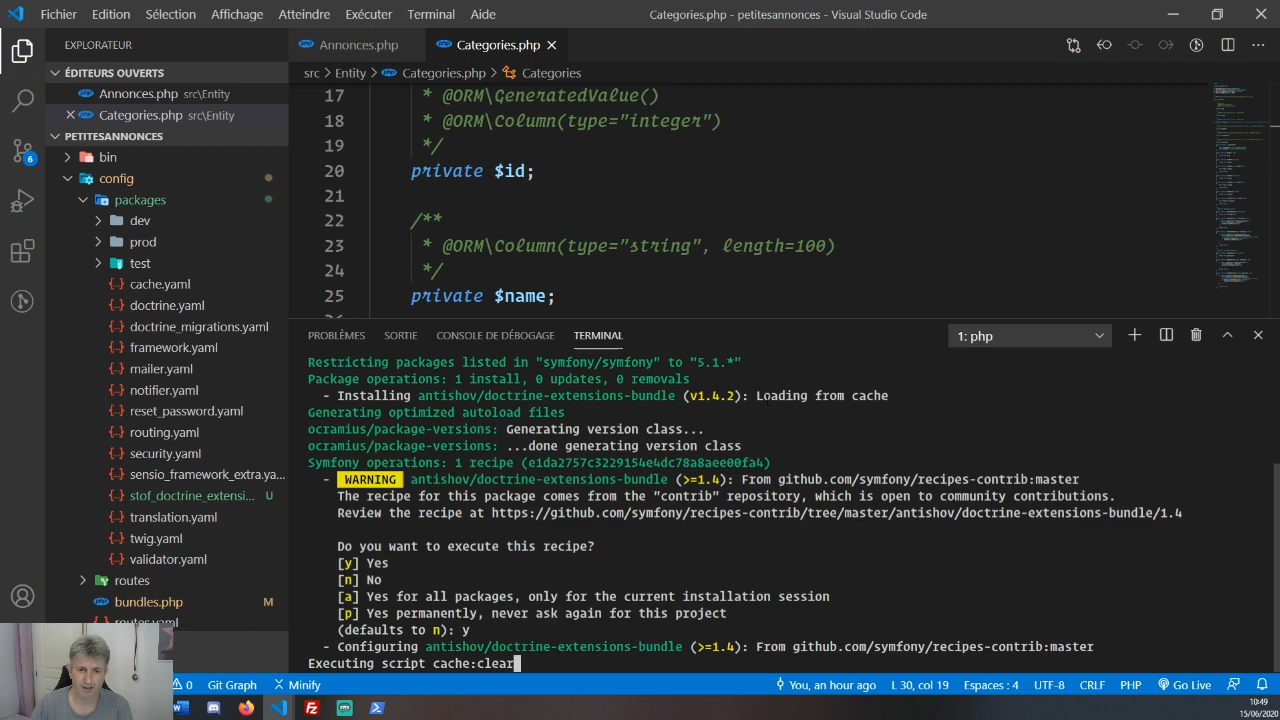 Fichier Edition Sélection Affichage Atteindre Exécuter Terminal Aide
Categories.php - petitesannonces - Visual Studio Code
EXPLORATEUR
ÉDITEURS OUVERTS
Annonces.php src\Entity
Categories.php src\Entity
PETITESANNONCES
bin
config
packages
dev
prod
test
cache.yaml
doctrine.yaml
doctrine_migrations.yaml
framework.yaml
mailer.yaml
notifier.yaml
reset_password.yaml
routing.yaml
security.yaml
sensio_framework_extra.ya...
stof_doctrine_extensi... U
translation.yaml
twig.yaml
validator.yaml
routes
bundles.php M
routes.yaml
6
Annonces.php
Categories.php
src > Entity > Categories.php > Categories
17 * @ORM\GeneratedValue()
18 * @ORM\Column(type="integer")
19 */
20 private $id;
21
22 /**
23 * @ORM\Column(type="string", length=100)
24 */
25 private $name;
PROBLÈMES SORTIE CONSOLE DE DÉBOGAGE TERMINAL
1: php
Restricting packages listed in "symfony/symfony" to "5.1.*"
Package operations: 1 install, 0 updates, 0 removals
- Installing antishov/doctrine-extensions-bundle (v1.4.2): Loading from cache
Generating optimized autoload files
ocramius/package-versions: Generating version class...
ocramius/package-versions: ...done generating version class
Symfony operations: 1 recipe (e1da2757c3229154e4dc78a8aee00fa4)
- WARNING antishov/doctrine-extensions-bundle (>=1.4): From github.com/symfony/recipes-contrib:master
The recipe for this package comes from the "contrib" repository, which is open to community contributions.
Review the recipe at https://github.com/symfony/recipes-contrib/tree/master/antishov/doctrine-extensions-bundle/1.4
Do you want to execute this recipe?
[y] Yes
[n] No
[a] Yes for all packages, only for the current installation session
[p] Yes permanently, never ask again for this project
(defaults to n): y
- Configuring antishov/doctrine-extensions-bundle (>=1.4): From github.com/symfony/recipes-contrib:master
Executing script cache:clear
0 Git Graph Minify
You, an hour ago L 30, col 19 Espaces : 4 UTF-8 CRLF PHP Go Live
10:49
15/06/2020